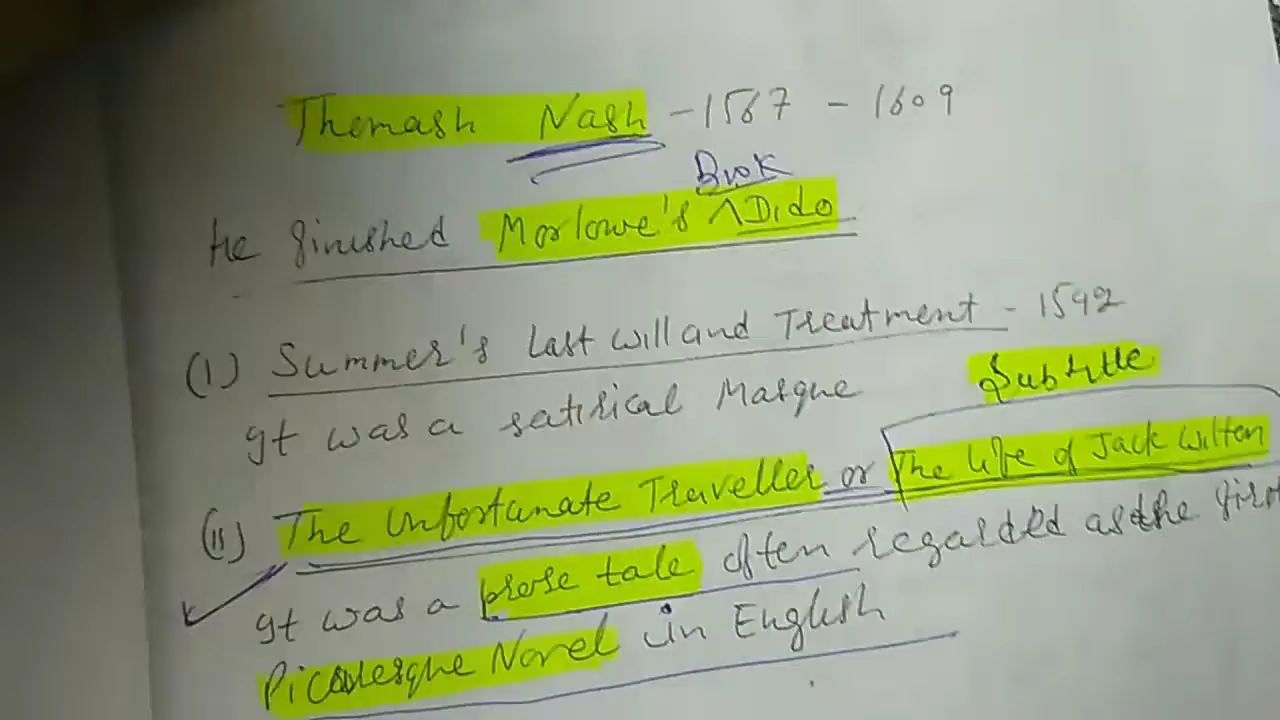 Themash Nash - 1567 - 1609
Book
He finished Marlowe's ^ Dido
(I) Summer's last will and Treatment - 1592
It was a satirical Masque
Subtitle
(II) The Unfortunate Traveller or The life of Jack Wilton
It was a prose tale often regarded as the first
Picaresque Novel in English